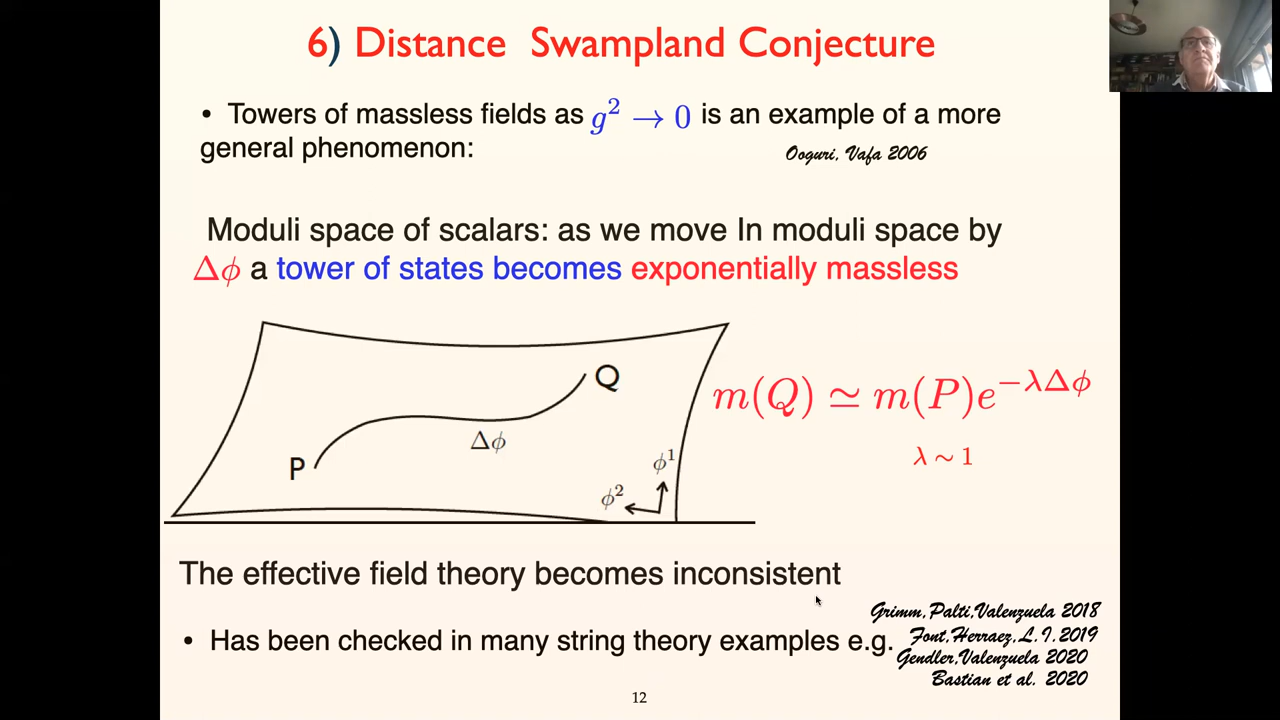 6) Distance Swampland Conjecture
• Towers of massless fields as g² → 0 is an example of a more
general phenomenon:
Ooguri, Vafa 2006
Moduli space of scalars: as we move In moduli space by
Δϕ a tower of states becomes exponentially massless
Q
m(Q) ≃ m(P)e^{−λΔϕ}
Δϕ
P
λ ∼ 1
ϕ¹
ϕ²
The effective field theory becomes inconsistent
Grimm,Palti,Valenzuela 2018
• Has been checked in many string theory examples e.g.
Font,Herraez,L.I.2019
Gendler,Valenzuela 2020
Bastian et al. 2020
12